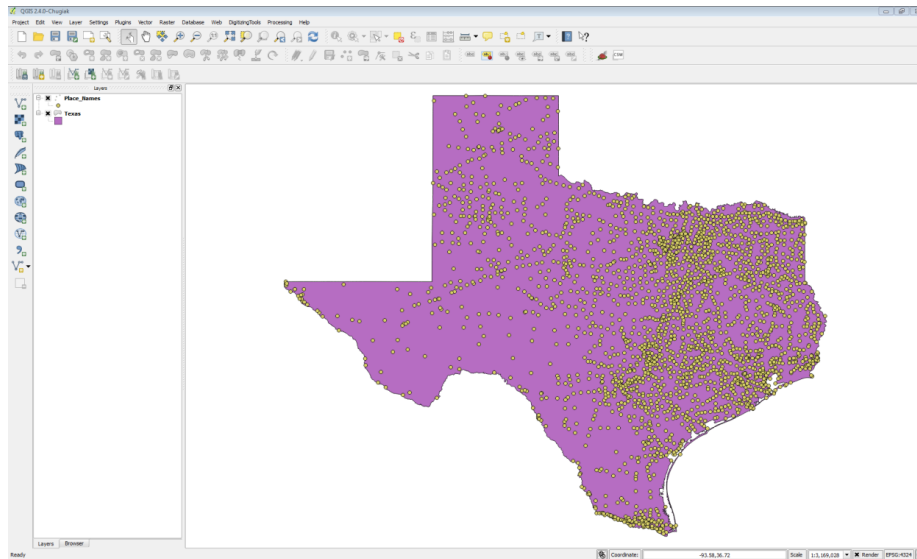 QGIS 2.4.0-Chugiak
Project Edit View Layer Settings Plugins Vector Raster Database Web DigitizingTools Processing Help
Layers
Place_Names
Texas
Layers Browser
Ready
Coordinate: -93.58,36.72 Scale 1:3,169,028 Render EPSG:4324